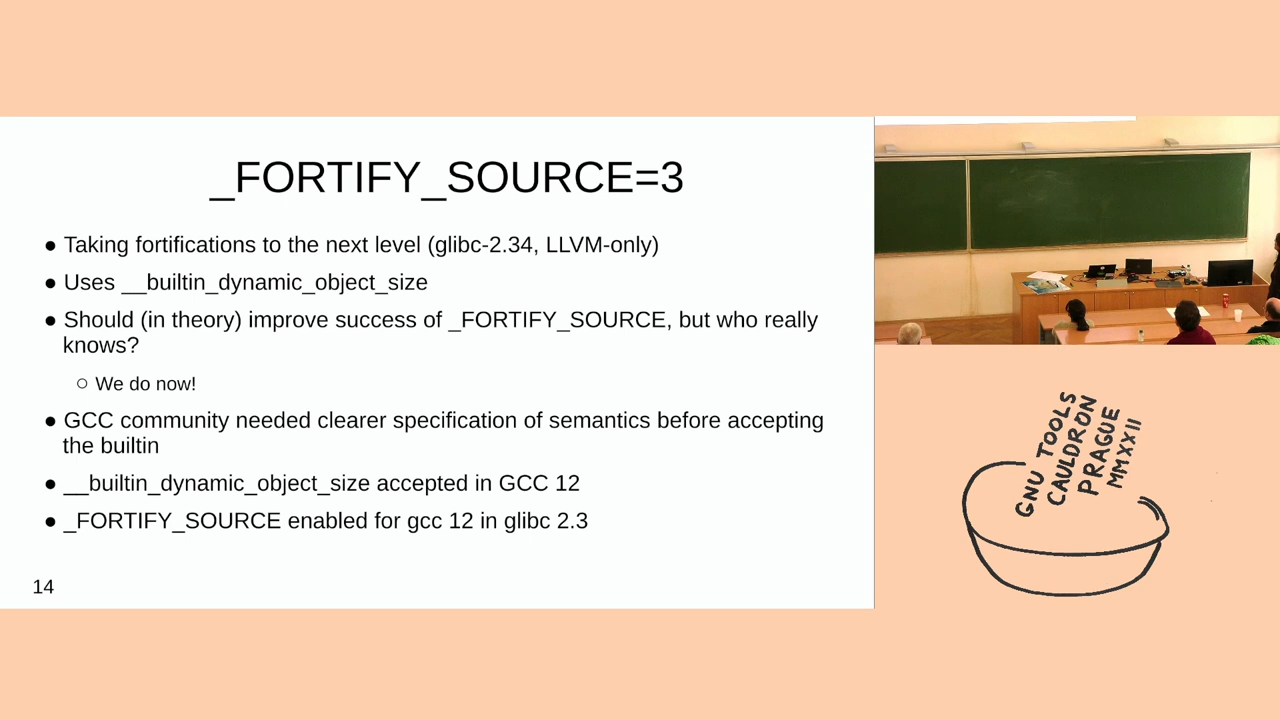 _FORTIFY_SOURCE=3
● Taking fortifications to the next level (glibc-2.34, LLVM-only)
● Uses __builtin_dynamic_object_size
● Should (in theory) improve success of _FORTIFY_SOURCE, but who really
knows?
○ We do now!
● GCC community needed clearer specification of semantics before accepting
the builtin
● __builtin_dynamic_object_size accepted in GCC 12
● _FORTIFY_SOURCE enabled for gcc 12 in glibc 2.3
14
GNU TOOLS
CAULDRON
PRAGUE
MMXXII